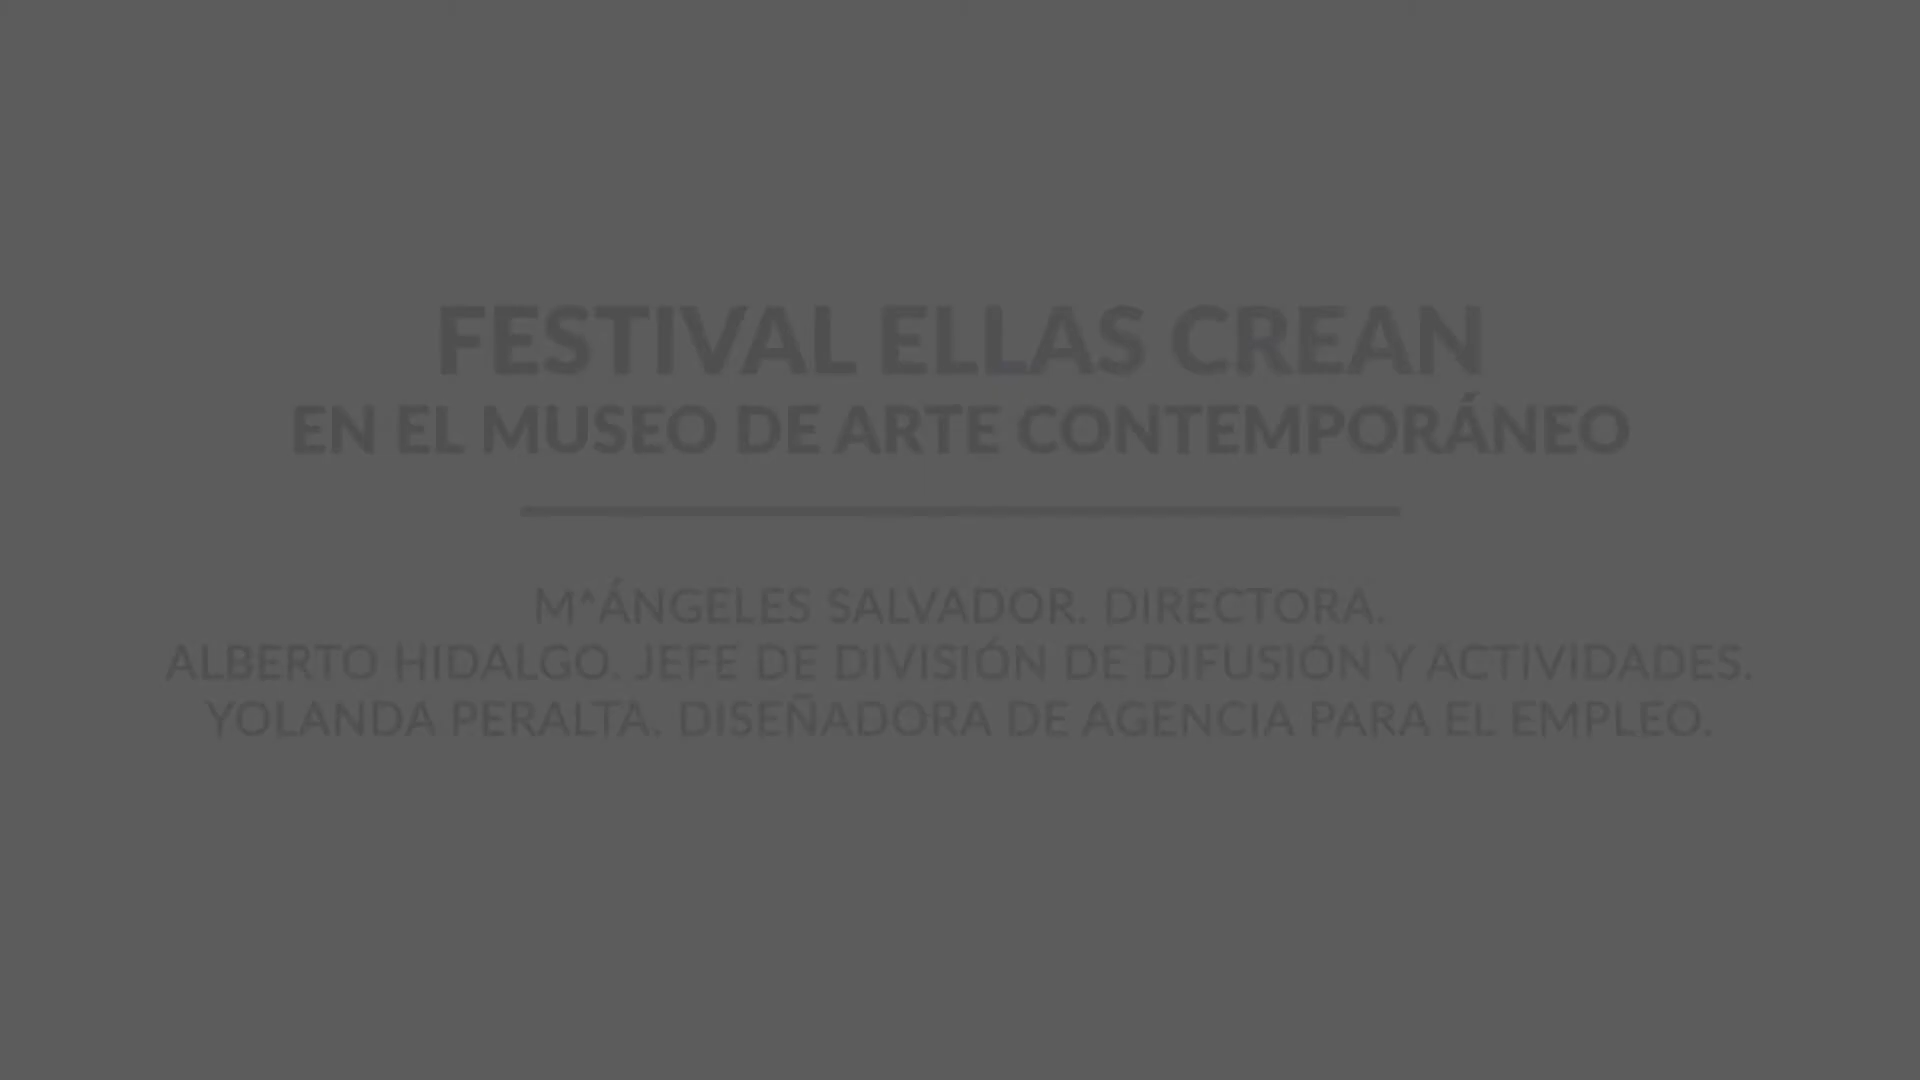 FESTIVAL ELLAS CREAN
EN EL MUSEO DE ARTE CONTEMPORÁNEO
M^ÁNGELES SALVADOR. DIRECTORA.
ALBERTO HIDALGO. JEFE DE DIVISIÓN DE DIFUSIÓN Y ACTIVIDADES.
YOLANDA PERALTA. DISEÑADORA DE AGENCIA PARA EL EMPLEO.